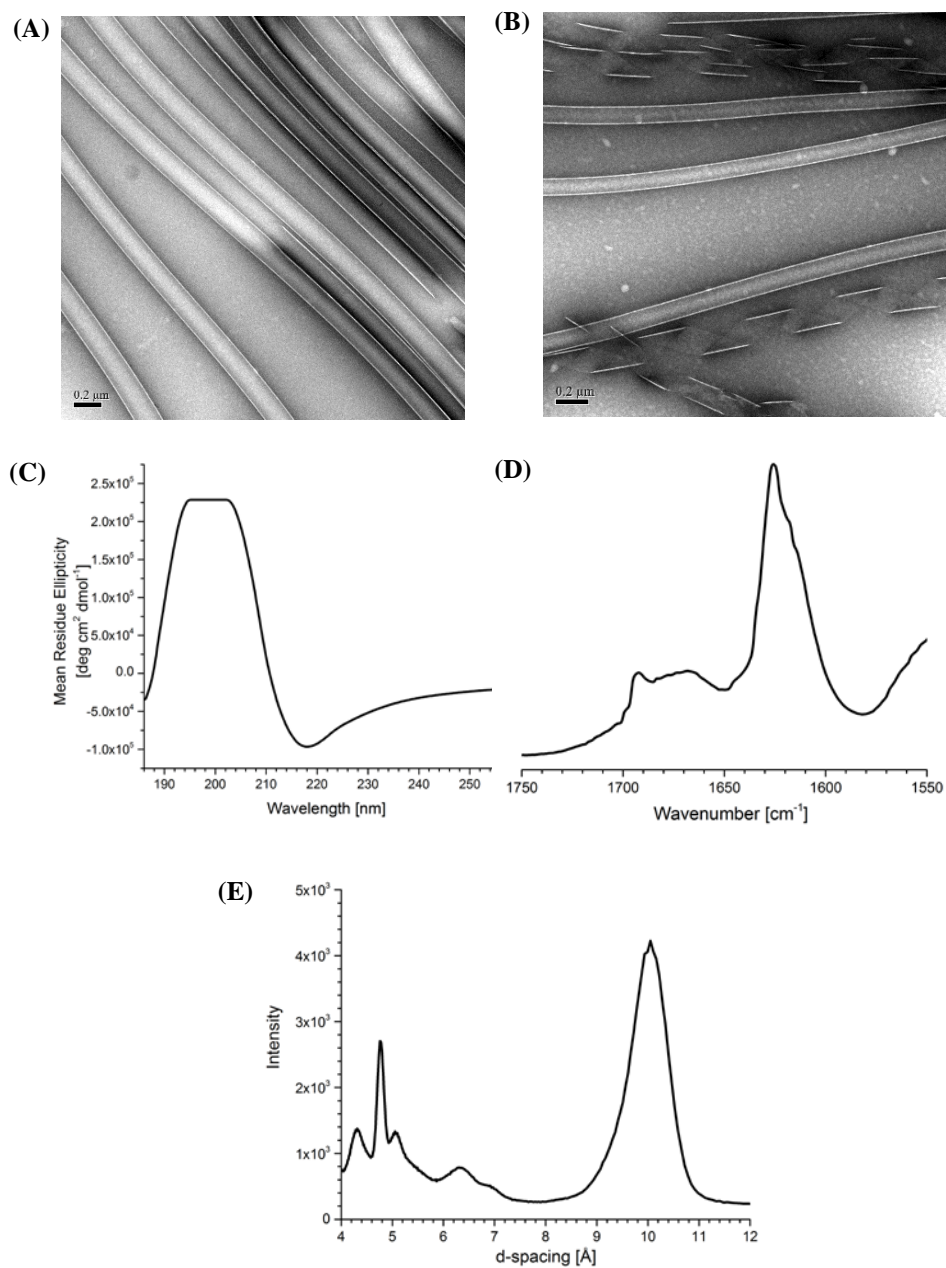 (A)
(B)
0.2 µm
0.2 µm
(C)
(D)
2.5x10⁵
2.0x10⁵
1.5x10⁵
1.0x10⁵
5.0x10⁴
0.0
-5.0x10⁴
-1.0x10⁵
Mean Residue Ellipticity
[deg cm² dmol⁻¹]
190 200 210 220 230 240 250
Wavelength [nm]
1750 1700 1650 1600 1550
Wavenumber [cm⁻¹]
(E)
5x10³
4x10³
3x10³
2x10³
1x10³
0
Intensity
4 5 6 7 8 9 10 11 12
d-spacing [Å]